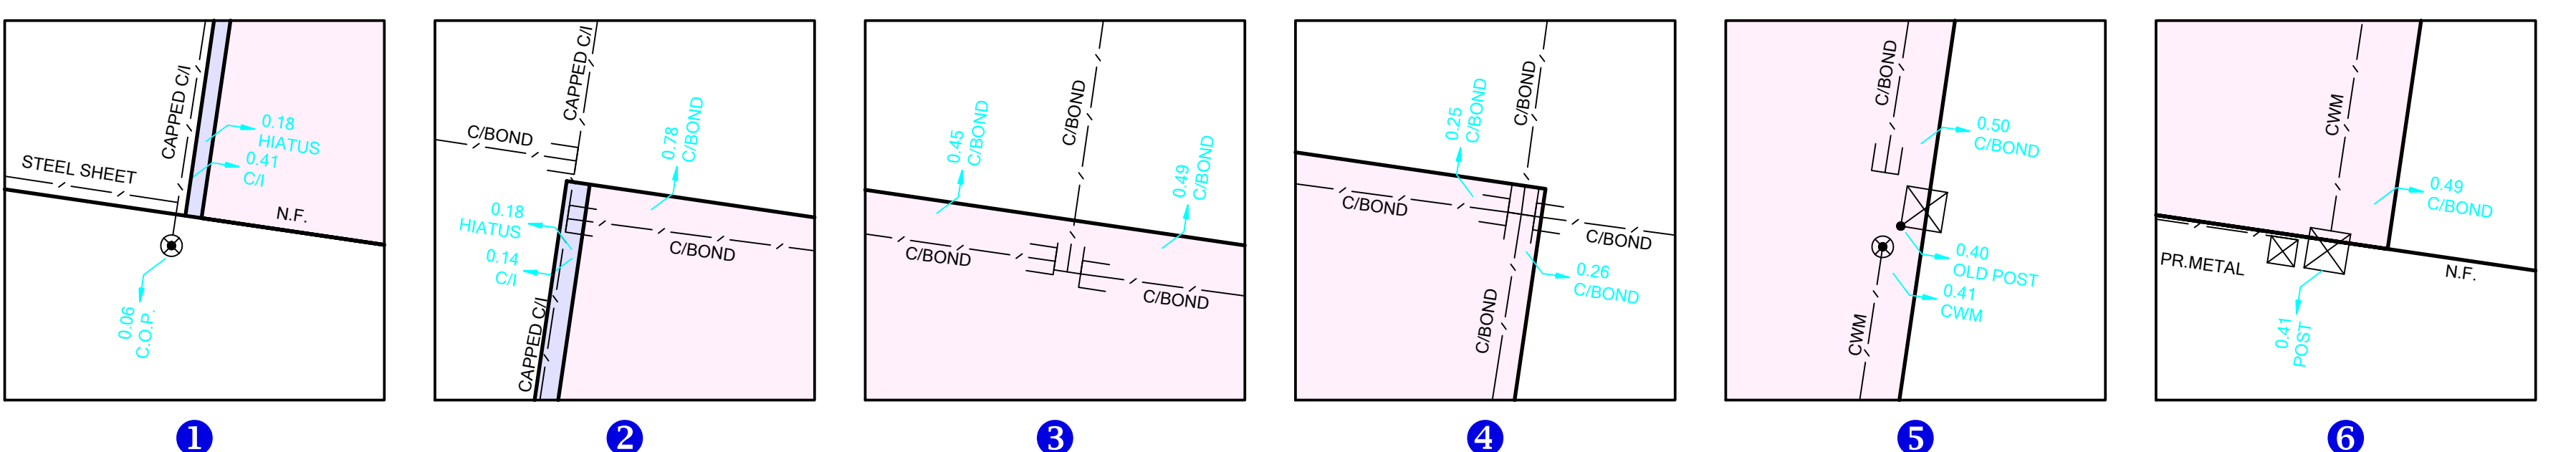 CAPPED C/I
0.18
HIATUS
0.41
C/I
STEEL SHEET
N.F.
0.06
C.O.P.
1
CAPPED C/I
C/BOND
0.78
C/BOND
0.18
HIATUS
C/BOND
0.14
C/I
CAPPED C/I
2
C/BOND
0.45
C/BOND
0.49
C/BOND
C/BOND
C/BOND
3
C/BOND
0.25
C/BOND
C/BOND
C/BOND
0.26
C/BOND
C/BOND
4
C/BOND
0.50
C/BOND
0.40
OLD POST
0.41
CWM
CWM
5
CWM
0.49
C/BOND
PR.METAL
N.F.
0.41
POST
6